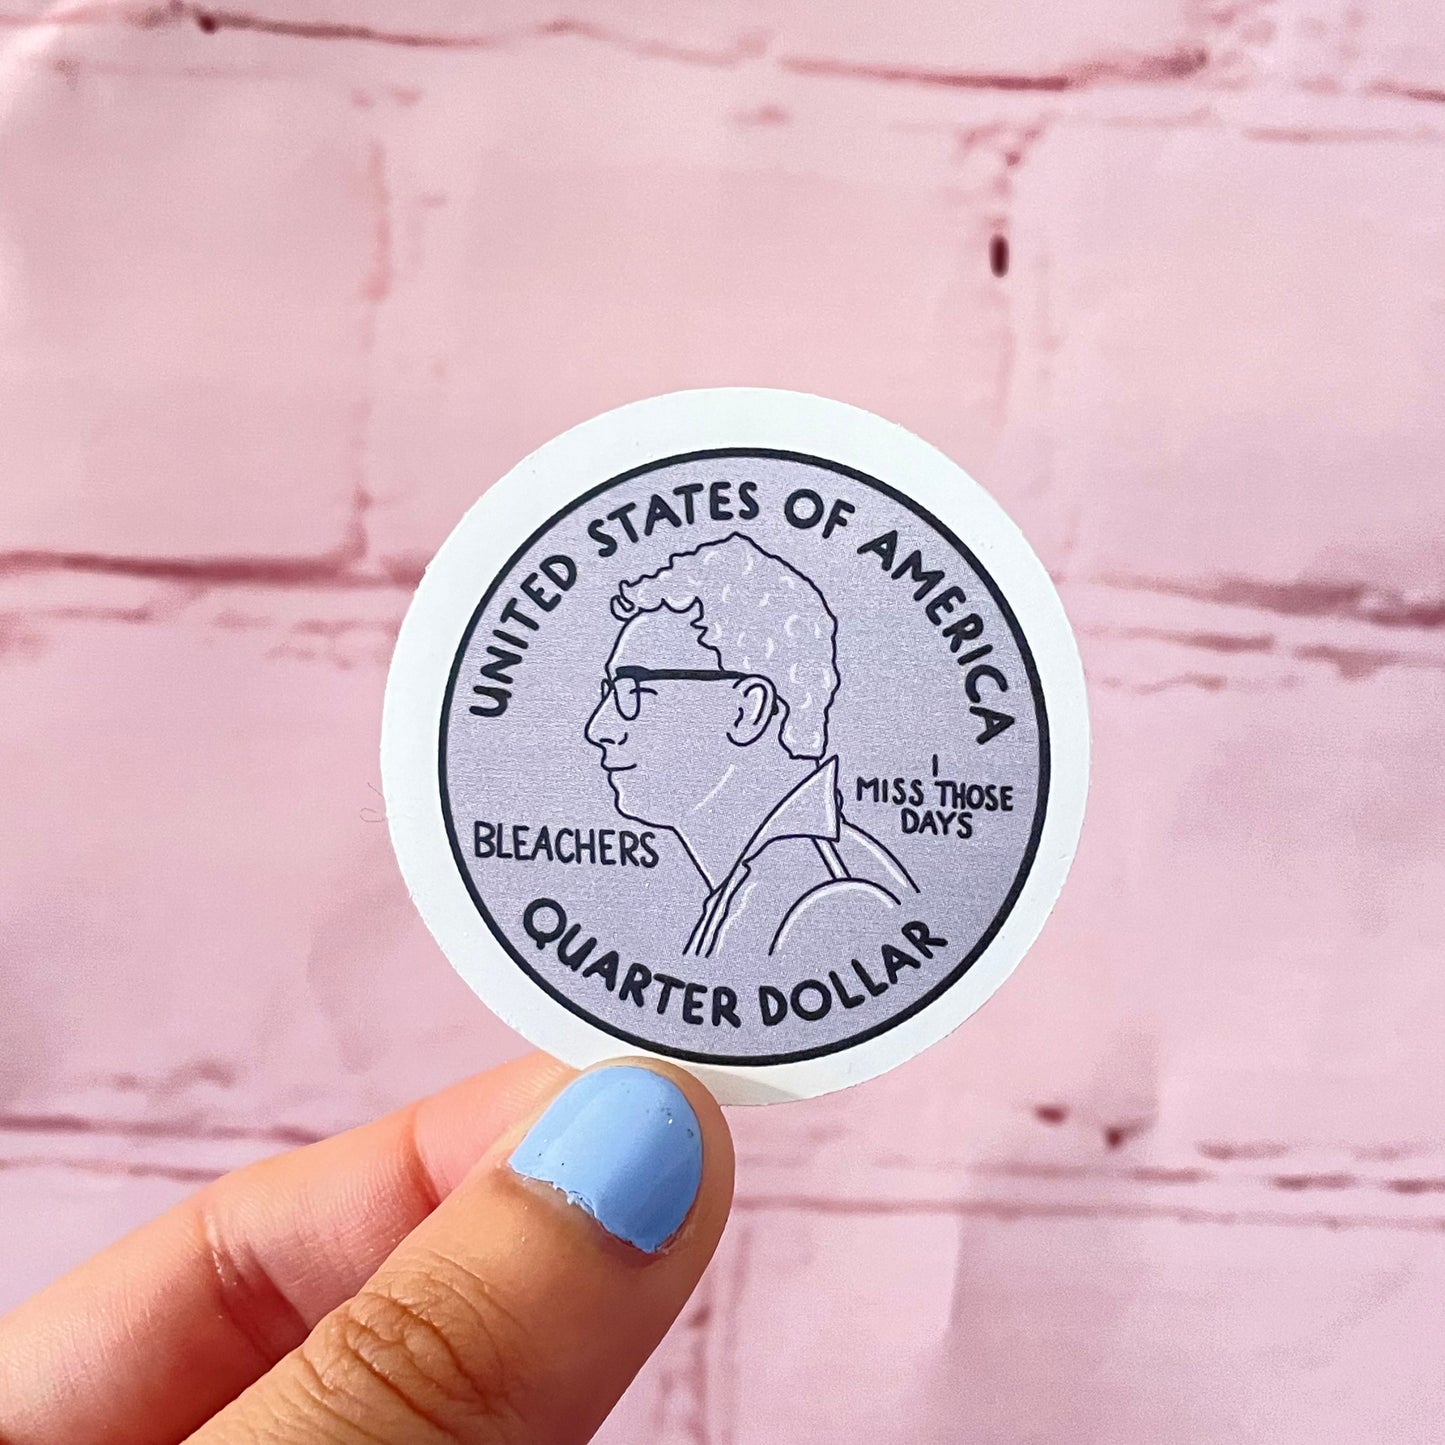 UNITED STATES OF AMERICA
I
MISS THOSE
DAYS
BLEACHERS
QUARTER DOLLAR